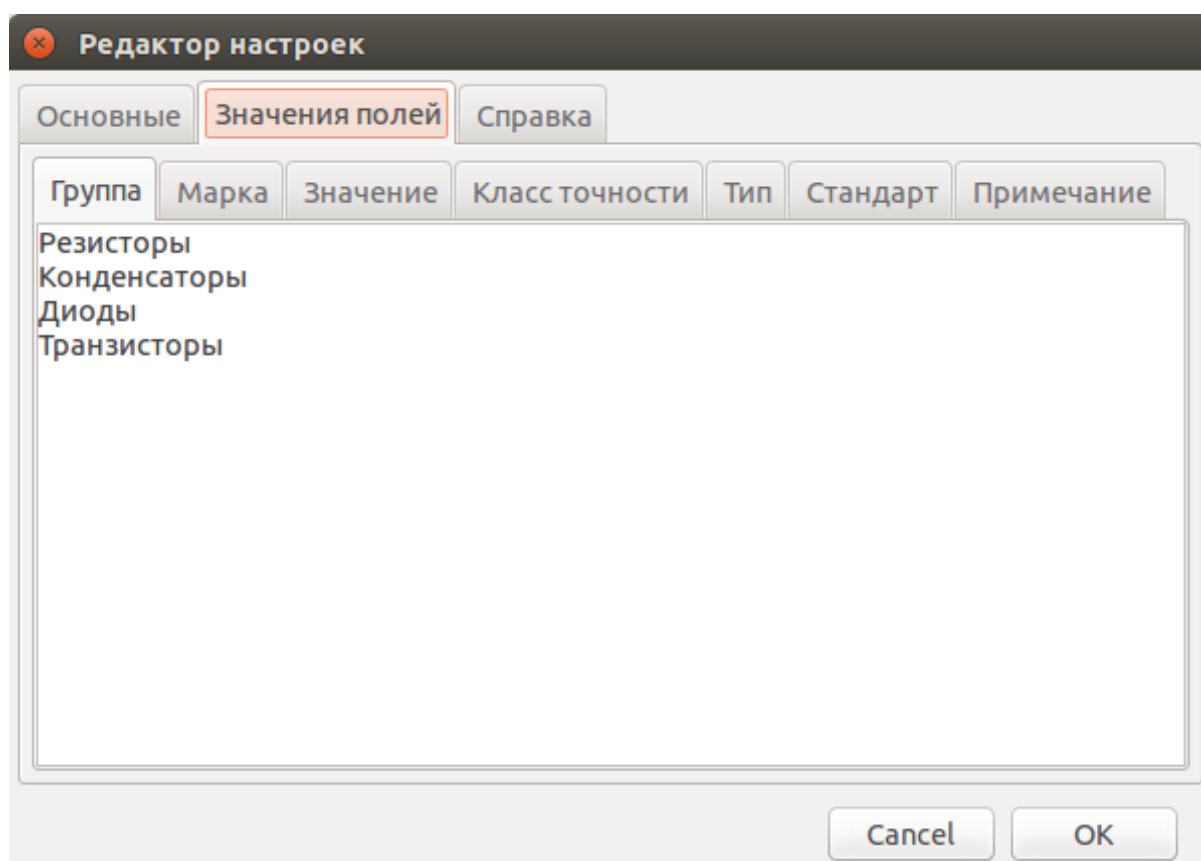 Редактор настроек
Основные Значения полей Справка
Группа Марка Значение Класс точности Тип Стандарт Примечание
Резисторы
Конденсаторы
Диоды
Транзисторы
Cancel OK